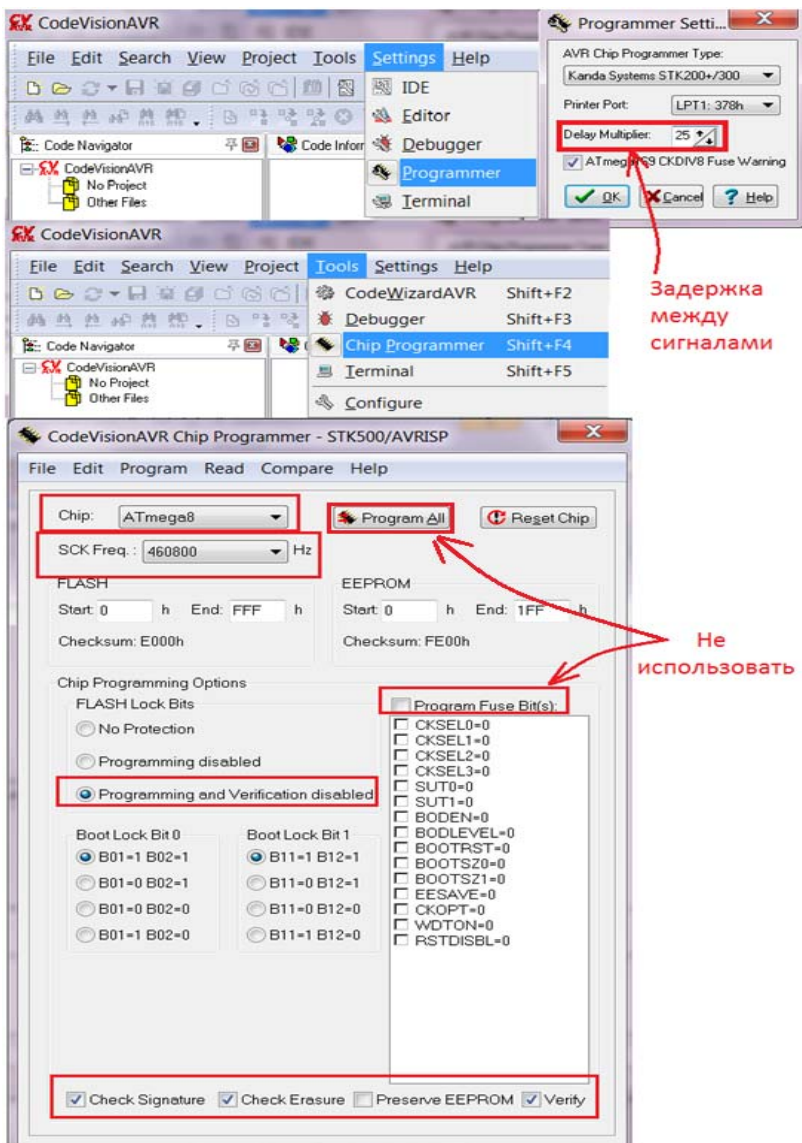 CodeVisionAVR
File Edit Search View Project Tools Settings Help
IDE
Editor
Debugger
Programmer
Terminal
Code Navigator
Code Inforr
CodeVisionAVR
No Project
Other Files
Programmer Setti...
AVR Chip Programmer Type:
Kanda Systems STK200+/300
Printer Port: LPT1: 378h
Delay Multiplier: 25
CKDIV8 Fuse Warning
OK Cancel Help
Задержка
между
сигналами
CodeVisionAVR
File Edit Search View Project Tools Settings Help
CodeWizardAVR Shift+F2
Debugger Shift+F3
Chip Programmer Shift+F4
Terminal Shift+F5
Configure
Code Navigator
CodeVisionAVR
No Project
Other Files
CodeVisionAVR Chip Programmer - STK500/AVRISP
File Edit Program Read Compare Help
Chip: ATmega8 Program All Reset Chip
SCK Freq. : 460800 Hz
FLASH
Start: 0 h End: FFF h
Checksum: E000h
EEPROM
Start: 0 h End: 1FF h
Checksum: FE00h
Не
использовать
Chip Programming Options
FLASH Lock Bits
No Protection
Programming disabled
Programming and Verification disabled
Boot Lock Bit 0
B01=1 B02=1
B01=0 B02=1
B01=0 B02=0
B01=1 B02=0
Boot Lock Bit 1
B11=1 B12=1
B11=0 B12=1
B11=0 B12=0
B11=1 B12=0
Program Fuse Bit(s):
CKSEL0=0
CKSEL1=0
CKSEL2=0
CKSEL3=0
SUT0=0
SUT1=0
BODEN=0
BODLEVEL=0
BOOTRST=0
BOOTSZ0=0
BOOTSZ1=0
EESAVE=0
CKOPT=0
WDTON=0
RSTDISBL=0
Check Signature Check Erasure Preserve EEPROM Verify